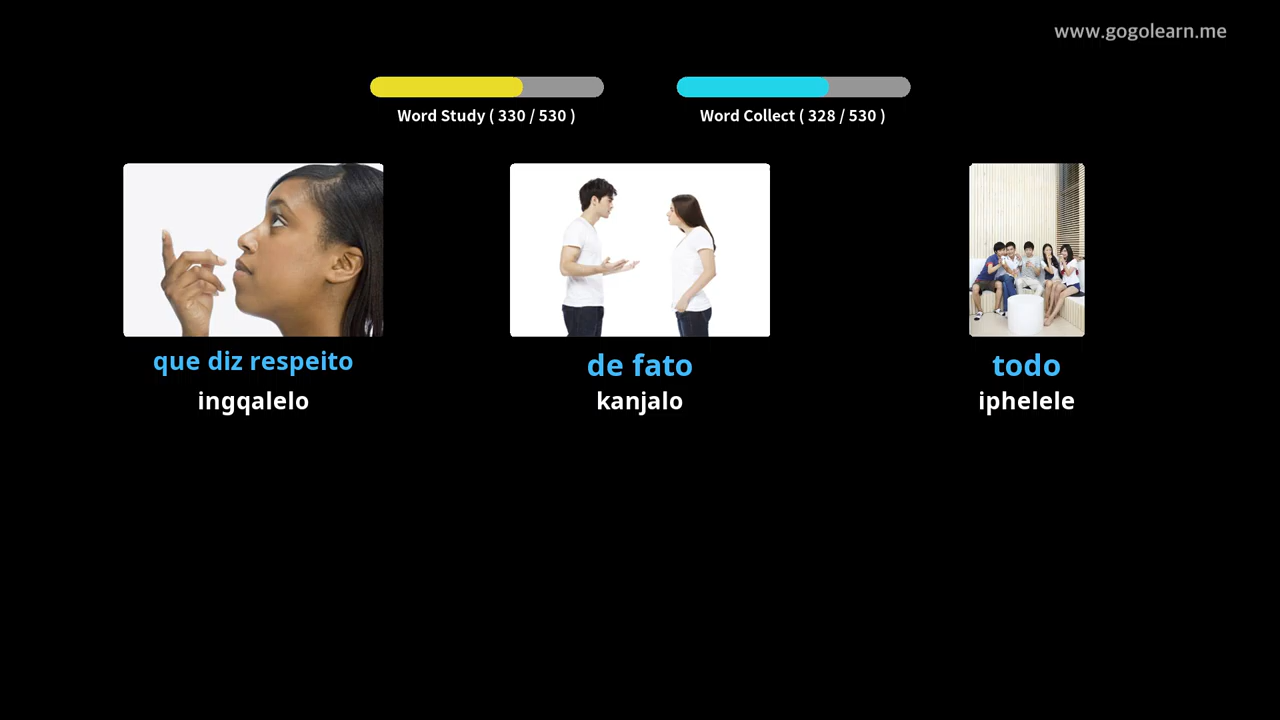 www.gogolearn.me
Word Study ( 330 / 530 )
Word Collect ( 328 / 530 )
que diz respeito
ingqalelo
de fato
kanjalo
todo
iphelele